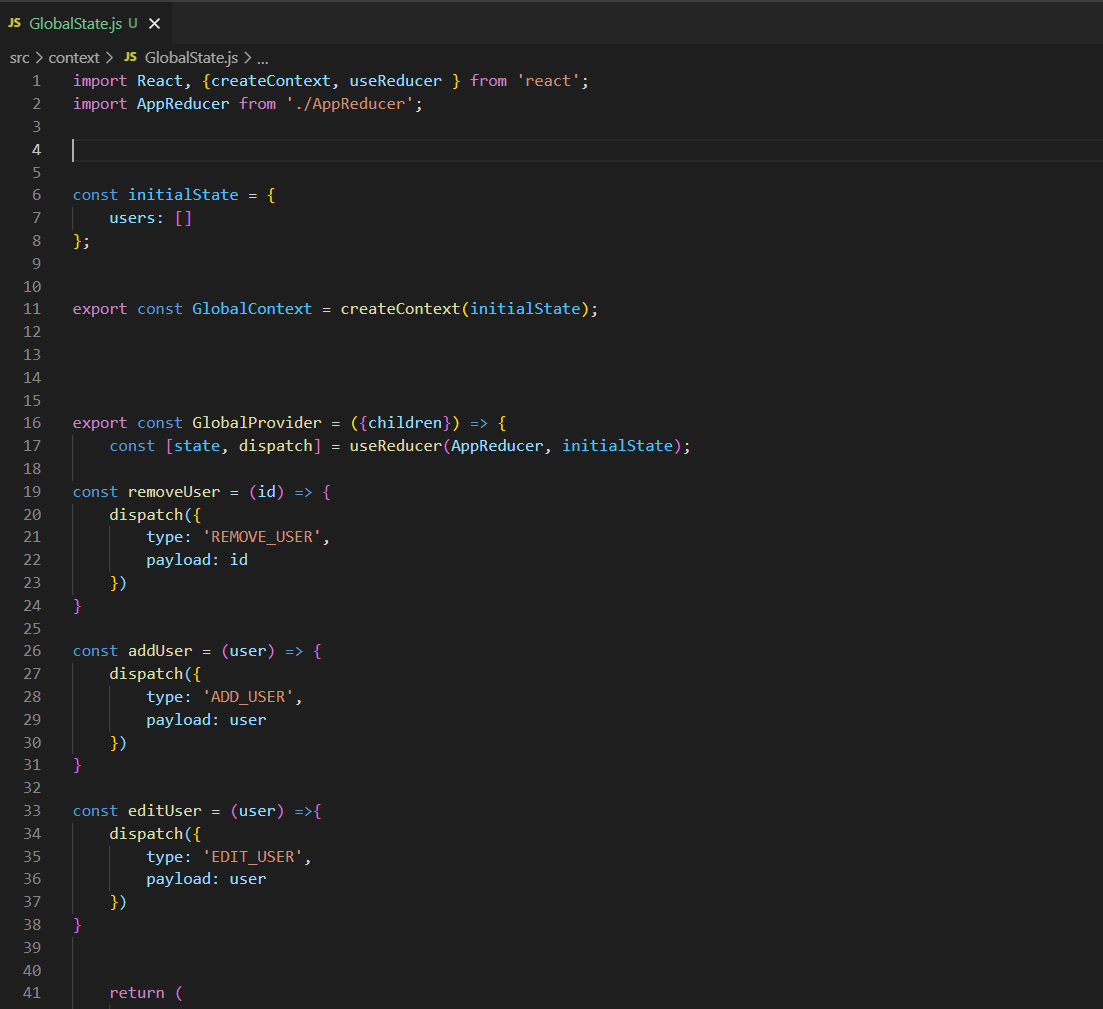 JS GlobalState.js U ×
src > context > JS GlobalState.js > ...
1 import React, {createContext, useReducer } from 'react';
2 import AppReducer from './AppReducer';
3
4
5
6 const initialState = {
7     users: []
8 };
9
10
11 export const GlobalContext = createContext(initialState);
12
13
14
15
16 export const GlobalProvider = ({children}) => {
17     const [state, dispatch] = useReducer(AppReducer, initialState);
18
19 const removeUser = (id) => {
20     dispatch({
21         type: 'REMOVE_USER',
22         payload: id
23     })
24 }
25
26 const addUser = (user) => {
27     dispatch({
28         type: 'ADD_USER',
29         payload: user
30     })
31 }
32
33 const editUser = (user) =>{
34     dispatch({
35         type: 'EDIT_USER',
36         payload: user
37     })
38 }
39
40
41     return (